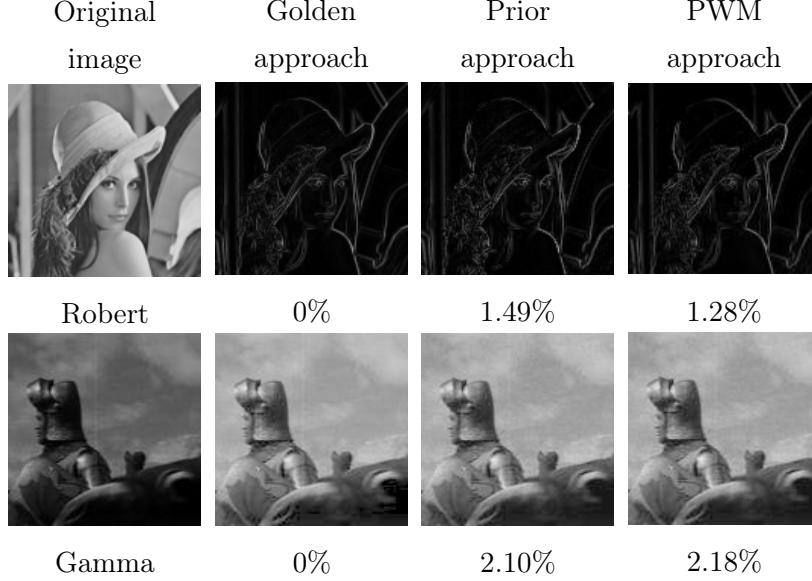 Original Golden Prior PWM
image approach approach approach
Robert 0% 1.49% 1.28%
Gamma 0% 2.10% 2.18%